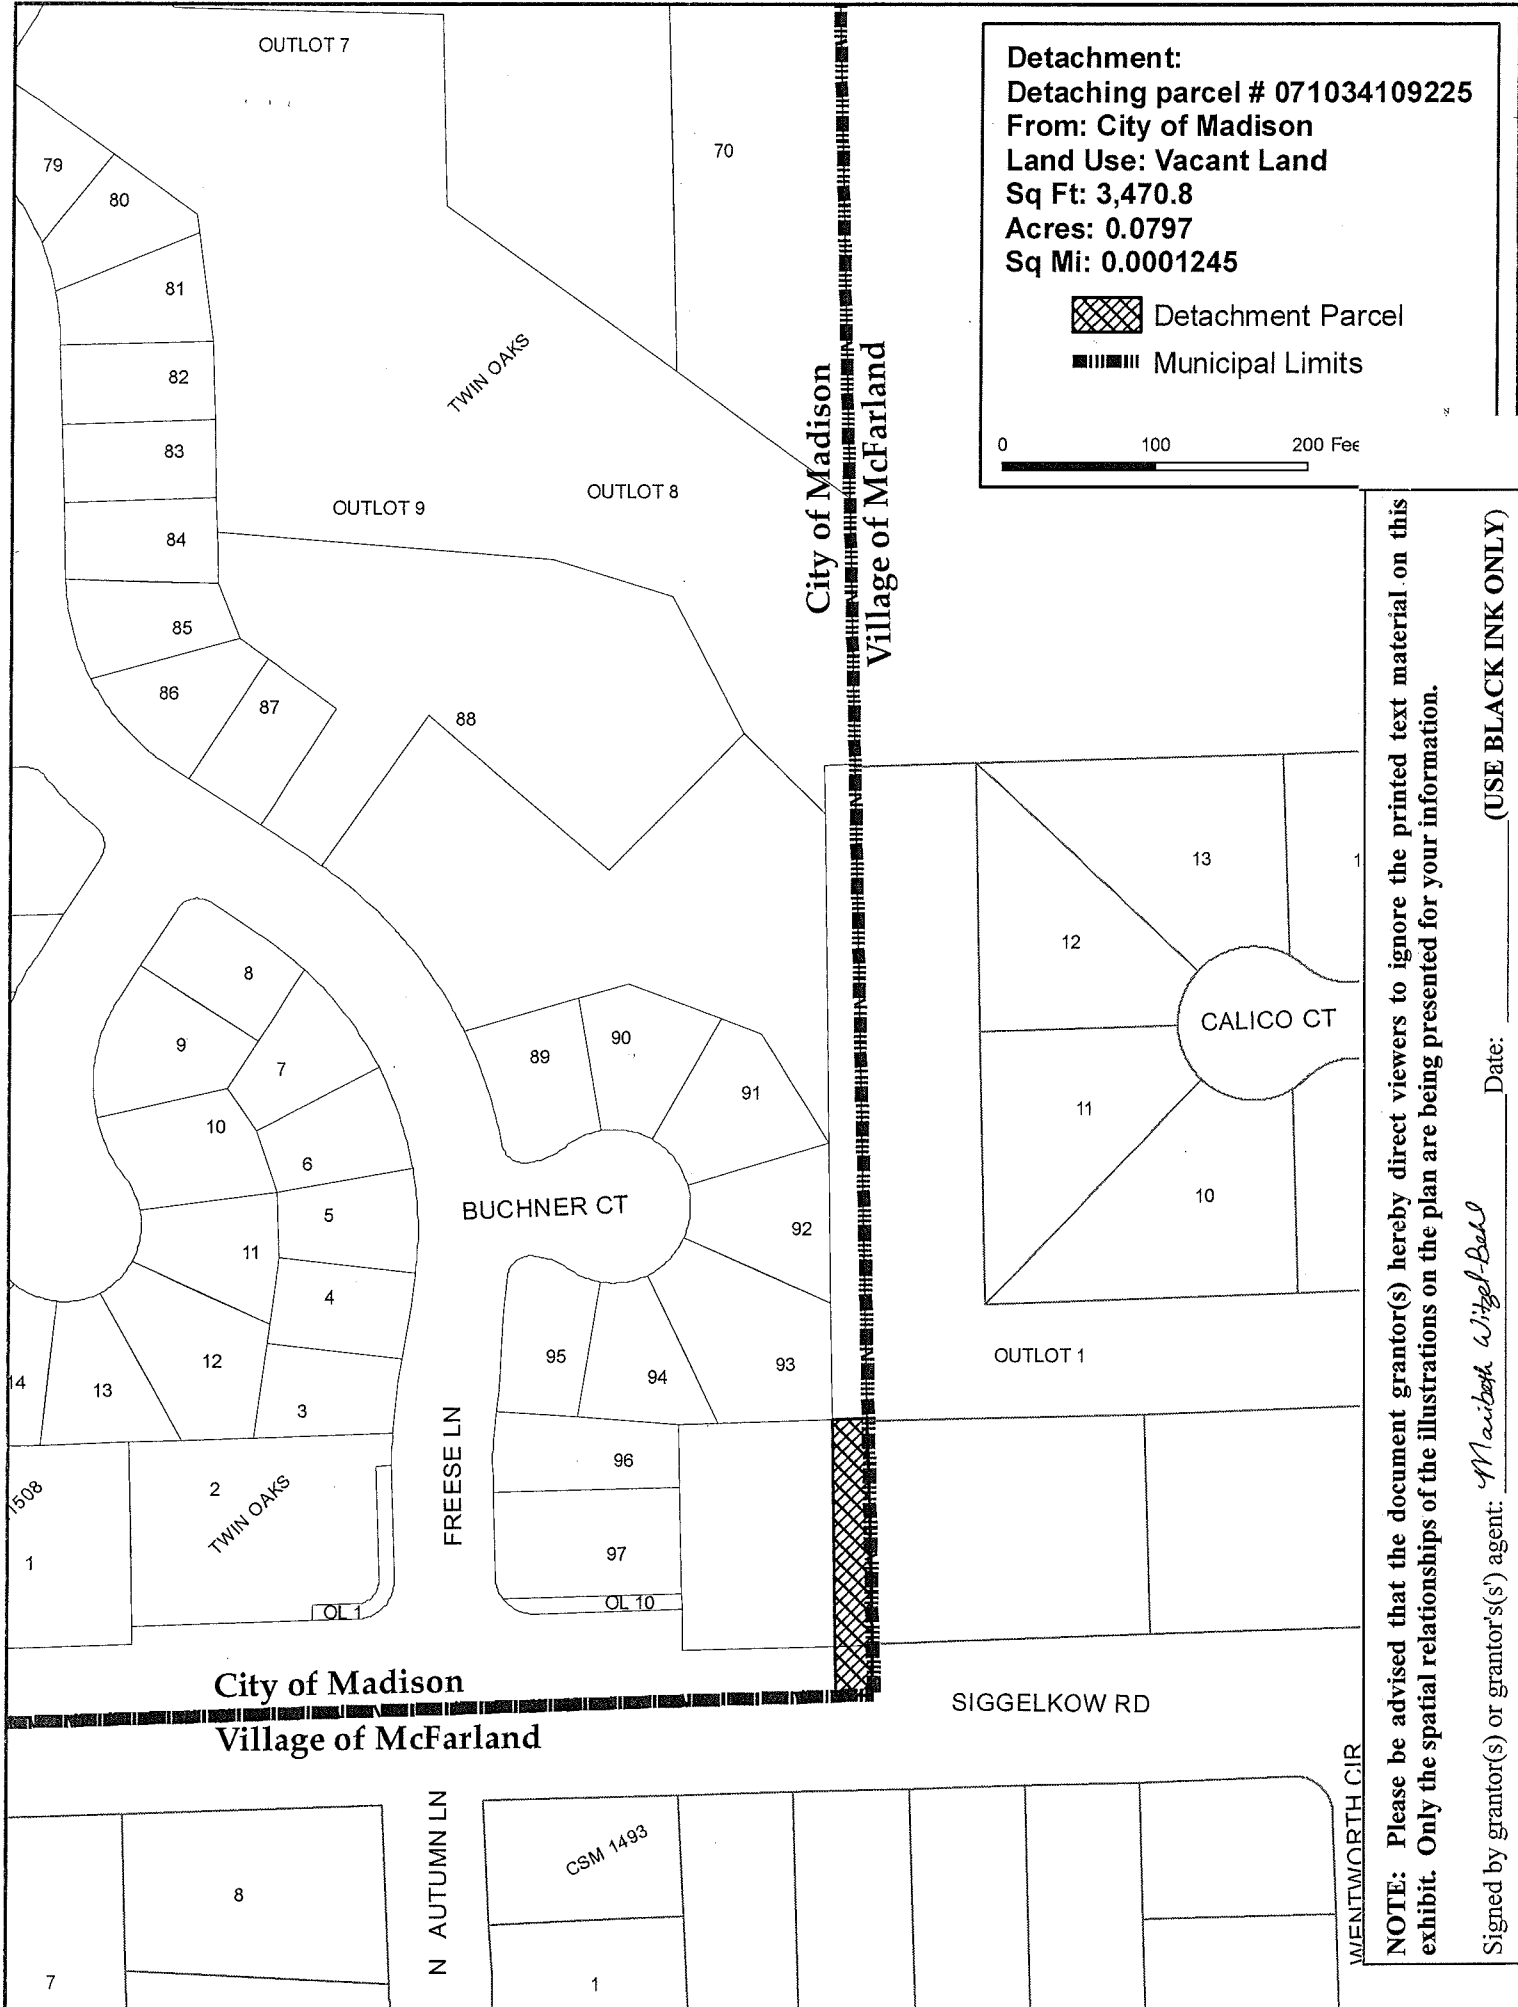 OUTLOT 7
Detachment:
Detaching parcel # 071034109225
From: City of Madison
Land Use: Vacant Land
Sq Ft: 3,470.8
Acres: 0.0797
Sq Mi: 0.0001245
Detachment Parcel
Municipal Limits
0 100 200 Fee
70
79
80
81
82
83
84
85
86
87
88
TWIN OAKS
OUTLOT 9
OUTLOT 8
City of Madison
Village of McFarland
13
1
12
CALICO CT
11
10
OUTLOT 1
8
9
7
10
6
5
11
4
12
3
13
14
89
90
91
BUCHNER CT
92
93
94
95
96
97
OL 10
FREESE LN
2
TWIN OAKS
OL 1
1508
1
City of Madison
Village of McFarland
SIGGELKOW RD
WENTWORTH CIR
N AUTUMN LN
CSM 1493
8
7
1
NOTE: Please be advised that the document grantor(s) hereby direct viewers to ignore the printed text material on this
exhibit. Only the spatial relationships of the illustrations on the plan are being presented for your information.
Signed by grantor(s) or grantor's(s') agent: Maribeth Witzel-Behl Date: (USE BLACK INK ONLY)